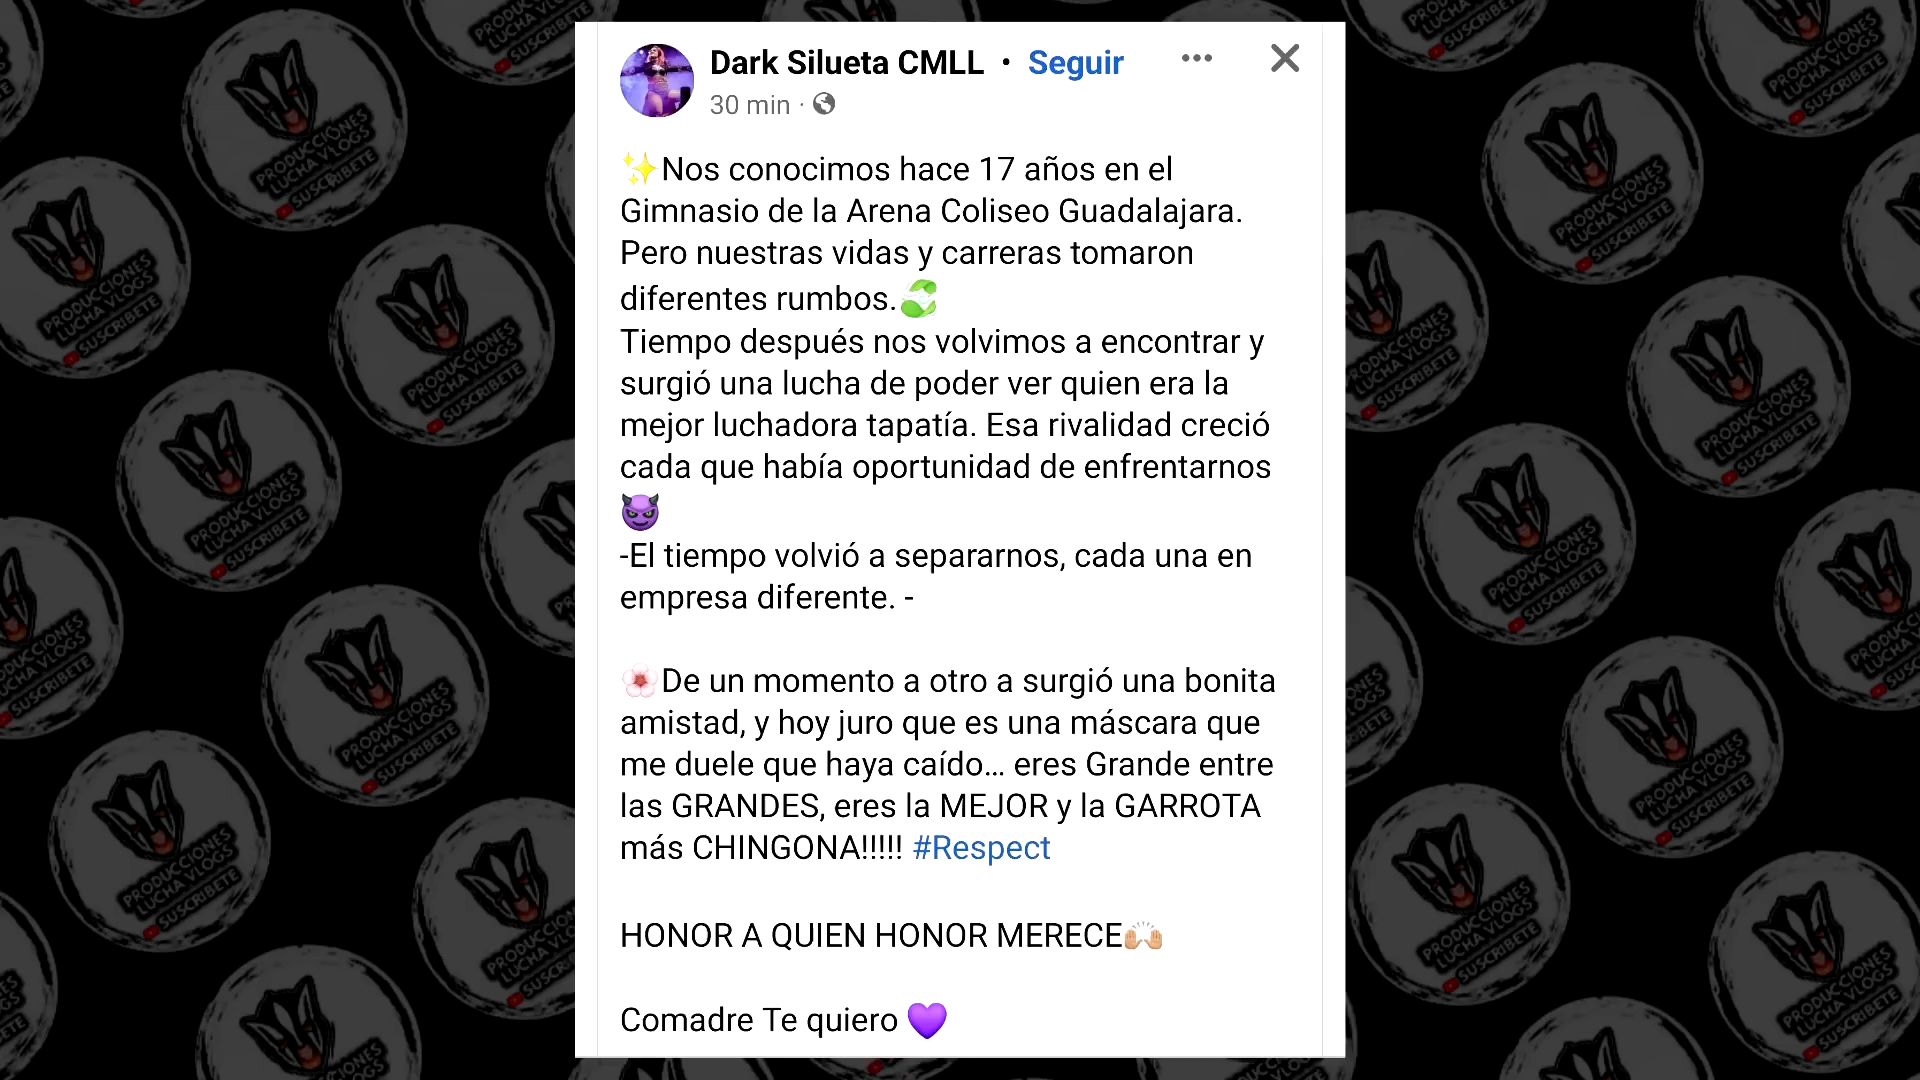 Dark Silueta CMLL • Seguir
30 min ·
✨Nos conocimos hace 17 años en el
Gimnasio de la Arena Coliseo Guadalajara.
Pero nuestras vidas y carreras tomaron
diferentes rumbos.
Tiempo después nos volvimos a encontrar y
surgió una lucha de poder ver quien era la
mejor luchadora tapatía. Esa rivalidad creció
cada que había oportunidad de enfrentarnos
😈
-El tiempo volvió a separarnos, cada una en
empresa diferente. -
🌸De un momento a otro a surgió una bonita
amistad, y hoy juro que es una máscara que
me duele que haya caído... eres Grande entre
las GRANDES, eres la MEJOR y la GARROTA
más CHINGONA!!!!! #Respect
HONOR A QUIEN HONOR MERECE🙌🏼
Comadre Te quiero 💜
PRODUCCIONES
LUCHA VLOGS
SUSCRIBETE